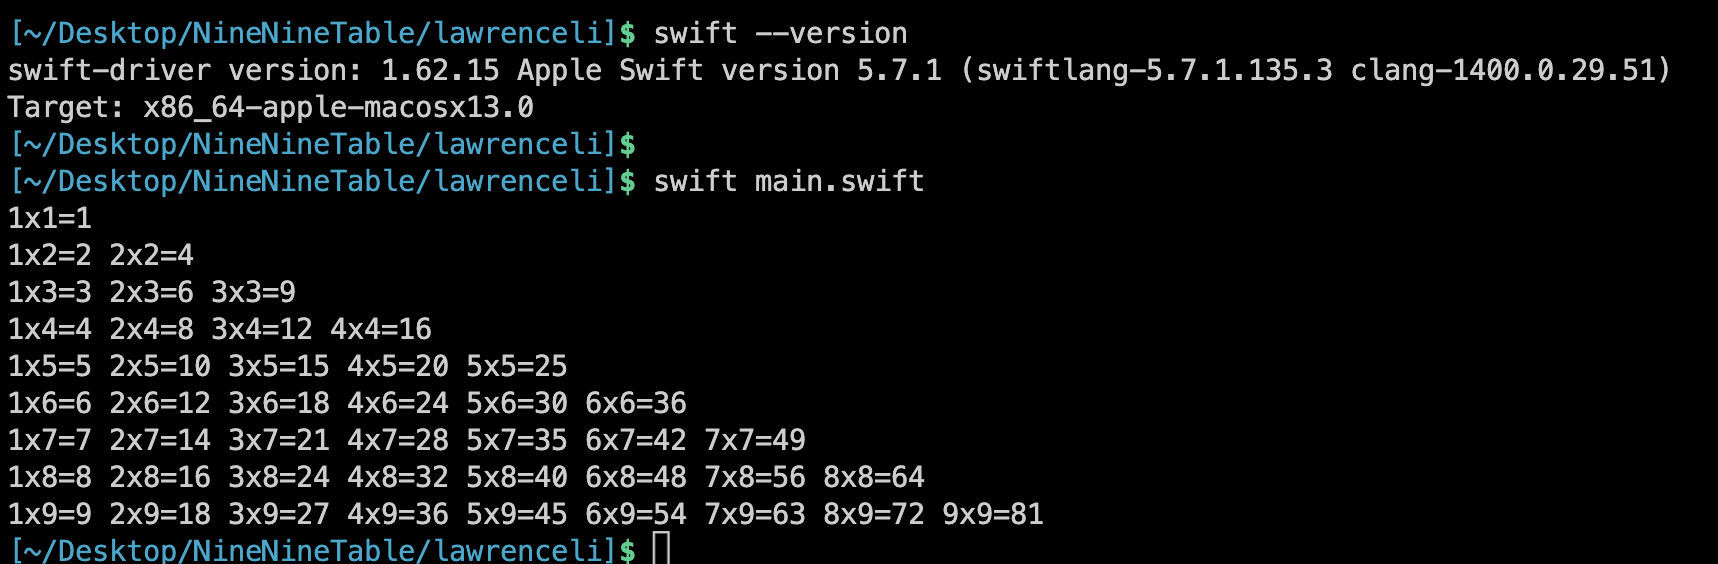 [~/Desktop/NineNineTable/lawrenceli]$ swift --version
swift-driver version: 1.62.15 Apple Swift version 5.7.1 (swiftlang-5.7.1.135.3 clang-1400.0.29.51)
Target: x86_64-apple-macosx13.0
[~/Desktop/NineNineTable/lawrenceli]$
[~/Desktop/NineNineTable/lawrenceli]$ swift main.swift
1x1=1
1x2=2 2x2=4
1x3=3 2x3=6 3x3=9
1x4=4 2x4=8 3x4=12 4x4=16
1x5=5 2x5=10 3x5=15 4x5=20 5x5=25
1x6=6 2x6=12 3x6=18 4x6=24 5x6=30 6x6=36
1x7=7 2x7=14 3x7=21 4x7=28 5x7=35 6x7=42 7x7=49
1x8=8 2x8=16 3x8=24 4x8=32 5x8=40 6x8=48 7x8=56 8x8=64
1x9=9 2x9=18 3x9=27 4x9=36 5x9=45 6x9=54 7x9=63 8x9=72 9x9=81
[~/Desktop/NineNineTable/lawrenceli]$